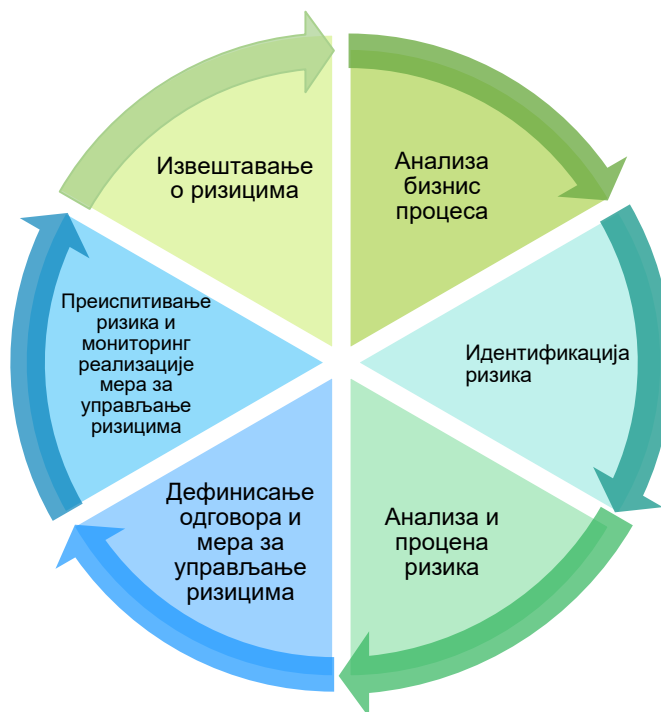 Анализа
бизнис
процеса
Идентификација
ризика
Анализа и
процена
ризика
Дефинисање
одговора и
мера за
управљање
ризицима
Преиспитивање
ризика и
мониторинг
реализације
мера за
управљање
ризицима
Извештавање
о ризицима